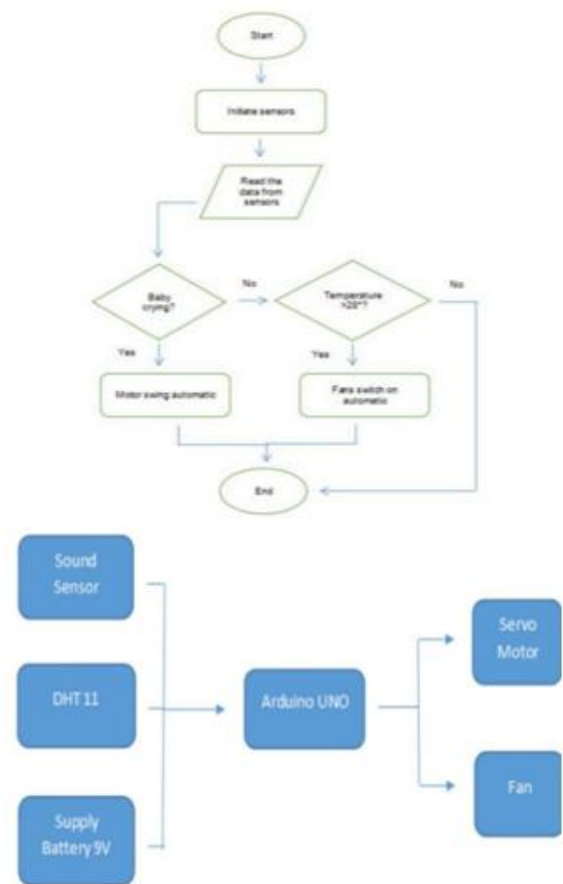 Start
Initiate sensors
Read the
data from
sensors
Baby
crying?
No
Temperature
No
Yes
Yes
Motor swing automatic
Fans switch on
automatic
End
Sound
Sensor
Servo
Motor
DHT 11
Arduino UNO
Supply
Battery 9V
Fan